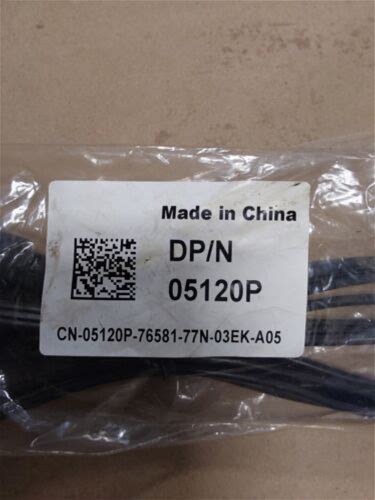 Made in China
DP/N
05120P
CN-05120P-76581-77N-03EK-A05